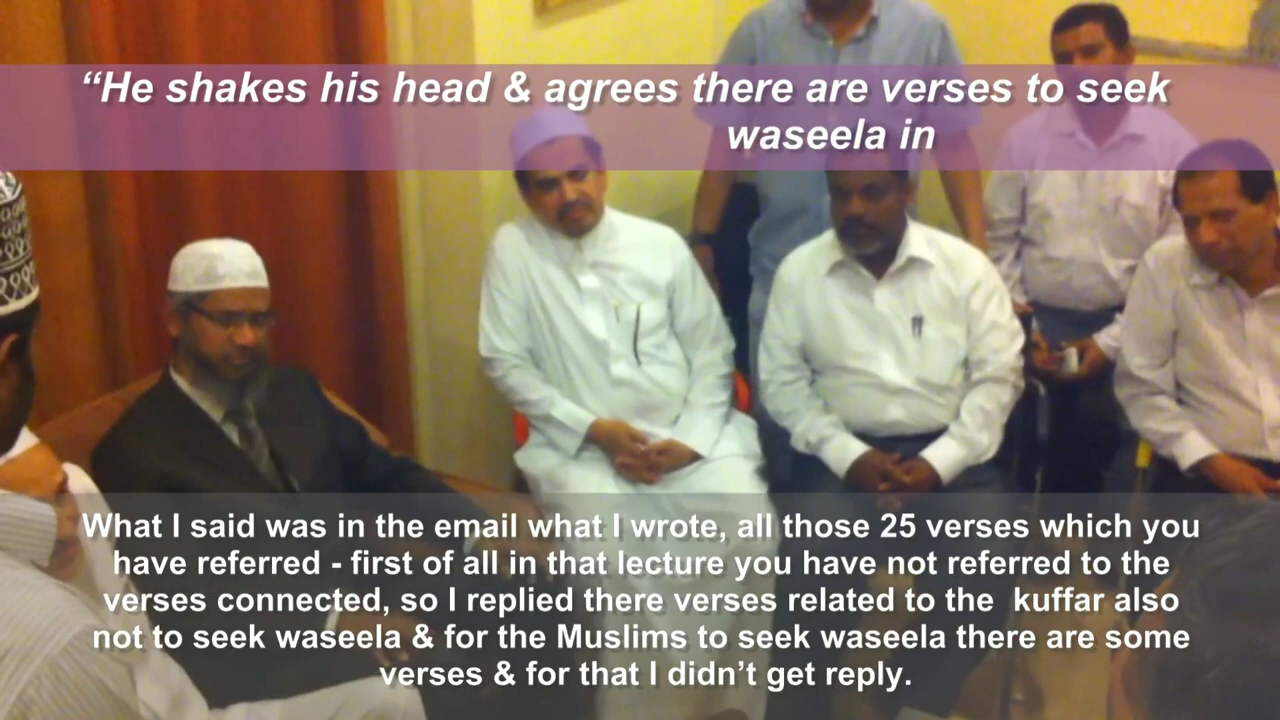 “He shakes his head & agrees there are verses to seek
waseela in
What I said was in the email what I wrote, all those 25 verses which you
have referred - first of all in that lecture you have not referred to the
verses connected, so I replied there verses related to the kuffar also
not to seek waseela & for the Muslims to seek waseela there are some
verses & for that I didn’t get reply.